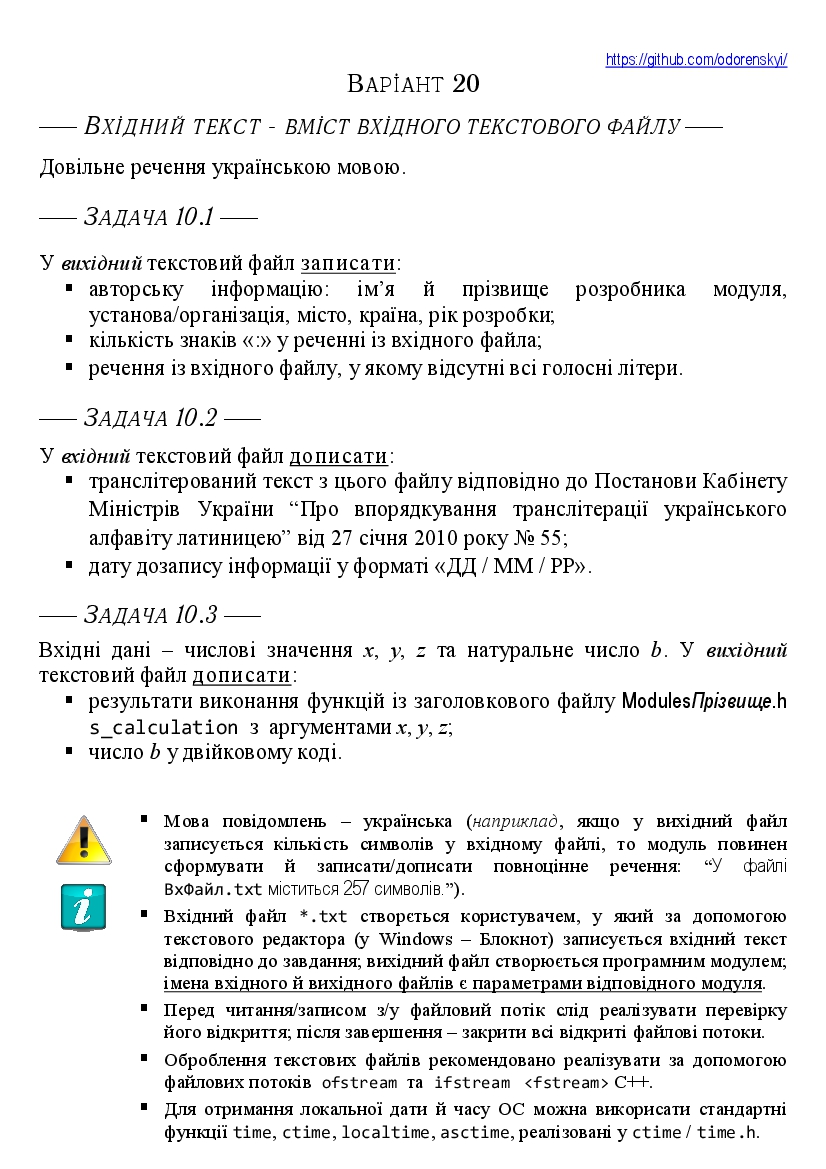 https://github.com/odorenskyi/
ВАРІАНТ 20
ВХІДНИЙ ТЕКСТ - ВМІСТ ВХІДНОГО ТЕКСТОВОГО ФАЙЛУ
Довільне речення українською мовою.
ЗАДАЧА 10.1
У вихідний текстовий файл записати:
▪ авторську інформацію: ім’я й прізвище розробника модуля,
установа/організація, місто, країна, рік розробки;
▪ кількість знаків «:» у реченні із вхідного файла;
▪ речення із вхідного файлу, у якому відсутні всі голосні літери.
ЗАДАЧА 10.2
У вхідний текстовий файл дописати:
▪ транслітерований текст з цього файлу відповідно до Постанови Кабінету
Міністрів України “Про впорядкування транслітерації українського
алфавіту латиницею” від 27 січня 2010 року № 55;
▪ дату дозапису інформації у форматі «ДД / ММ / РР».
ЗАДАЧА 10.3
Вхідні дані – числові значення x, y, z та натуральне число b. У вихідний
текстовий файл дописати:
▪ результати виконання функцій із заголовкового файлу ModulesПрізвище.h
s_calculation з аргументами x, y, z;
▪ число b у двійковому коді.
▪ Мова повідомлень – українська (наприклад, якщо у вихідний файл
записується кількість символів у вхідному файлі, то модуль повинен
сформувати й записати/дописати повноцінне речення: “У файлі
ВхФайл.txt міститься 257 символів.”).
▪ Вхідний файл *.txt створється користувачем, у який за допомогою
текстового редактора (у Windows – Блокнот) записується вхідний текст
відповідно до завдання; вихідний файл створюється програмним модулем;
імена вхідного й вихідного файлів є параметрами відповідного модуля.
▪ Перед читання/записом з/у файловий потік слід реалізувати перевірку
його відкриття; після завершення – закрити всі відкриті файлові потоки.
▪ Оброблення текстових файлів рекомендовано реалізувати за допомогою
файлових потоків ofstream та ifstream <fstream> С++.
▪ Для отримання локальної дати й часу ОС можна викорисати стандартні
функції time, ctime, localtime, asctime, реалізовані у ctime / time.h.